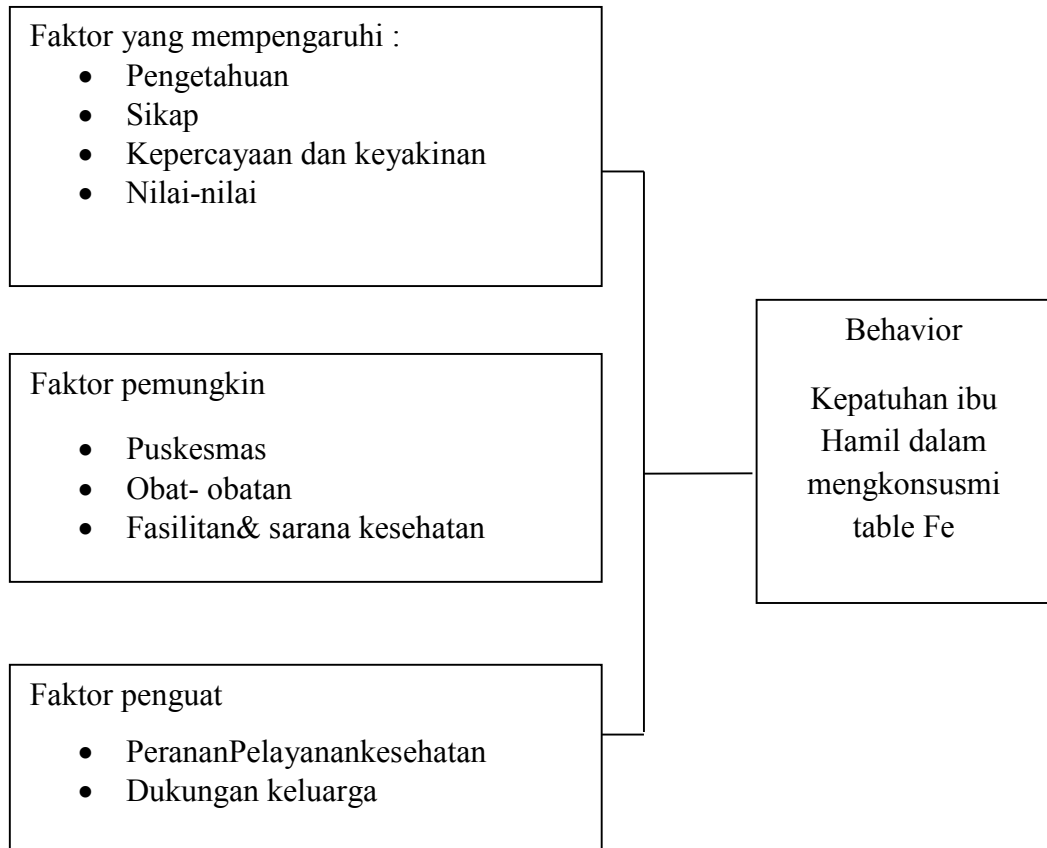 Faktor yang mempengaruhi :
• Pengetahuan
• Sikap
• Kepercayaan dan keyakinan
• Nilai-nilai
Faktor pemungkin
• Puskesmas
• Obat- obatan
• Fasilitan& sarana kesehatan
Faktor penguat
• PerananPelayanankesehatan
• Dukungan keluarga
Behavior
Kepatuhan ibu
Hamil dalam
mengkonsusmi
table Fe